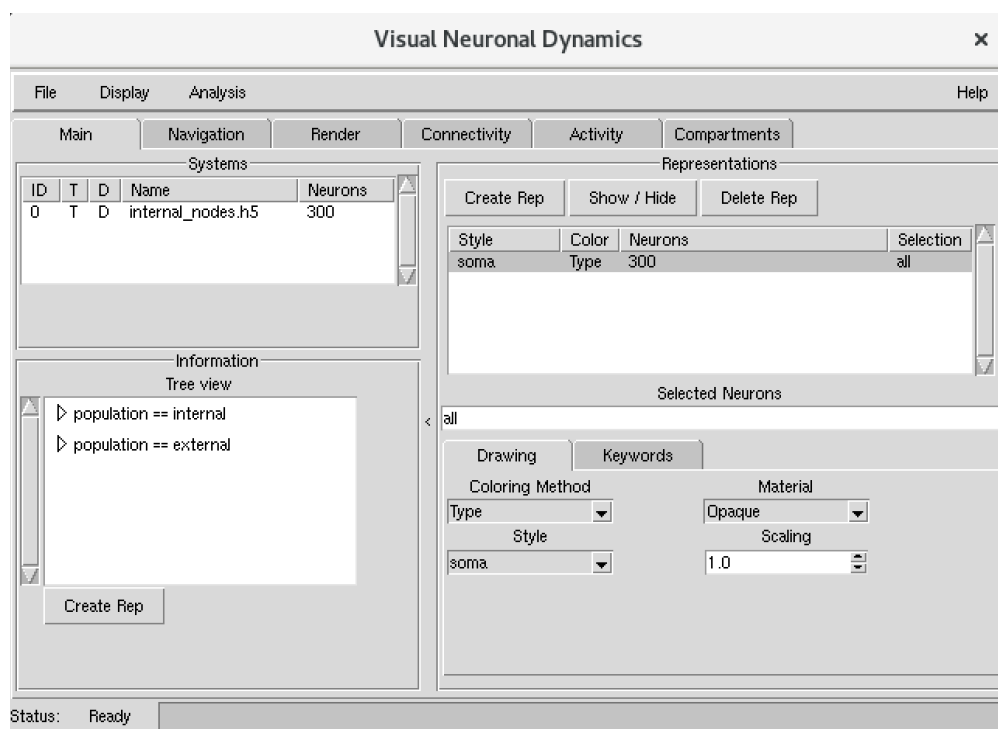 Visual Neuronal Dynamics ×
File Display Analysis Help
Main Navigation Render Connectivity Activity Compartments
Systems
ID T D Name Neurons
0 T D internal_nodes.h5 300
Information
Tree view
population == internal
population == external
Create Rep
<
Representations
Create Rep Show / Hide Delete Rep
Style Color Neurons Selection
soma Type 300 all
Selected Neurons
all
Drawing Keywords
Coloring Method Material
Type Opaque
Style Scaling
soma 1.0
Status: Ready